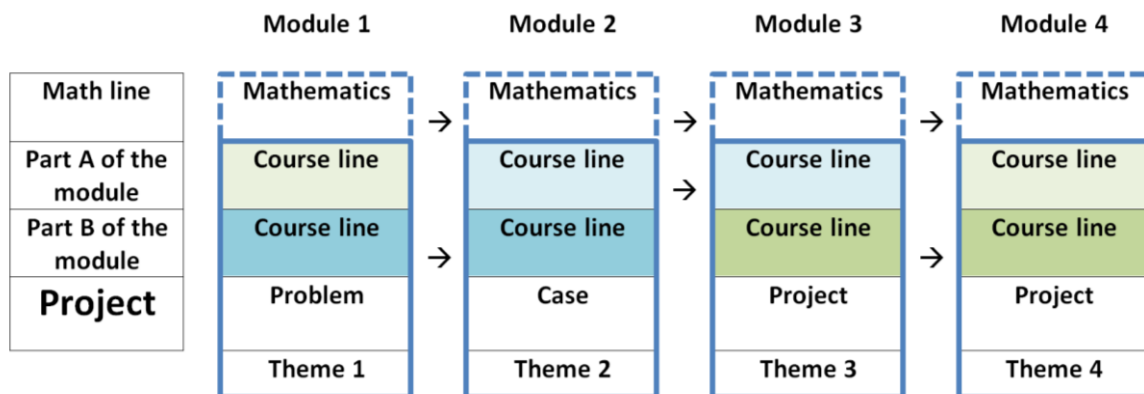 Module 1 Module 2 Module 3 Module 4
Math line Mathematics Mathematics Mathematics Mathematics
→ → →
Part A of the Course line Course line Course line Course line
module →
Part B of the Course line Course line Course line Course line
module → →
Project Problem Case Project Project
Theme 1 Theme 2 Theme 3 Theme 4